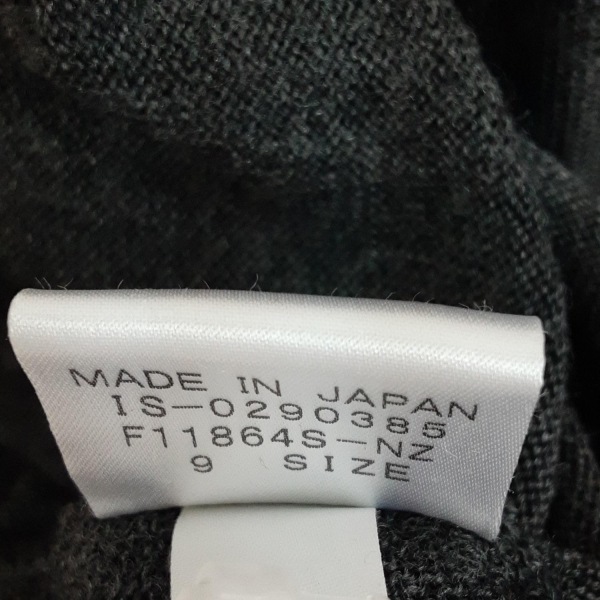 MADE IN JAPAN
IS-0290385
F11864S-NZ
9 SIZE